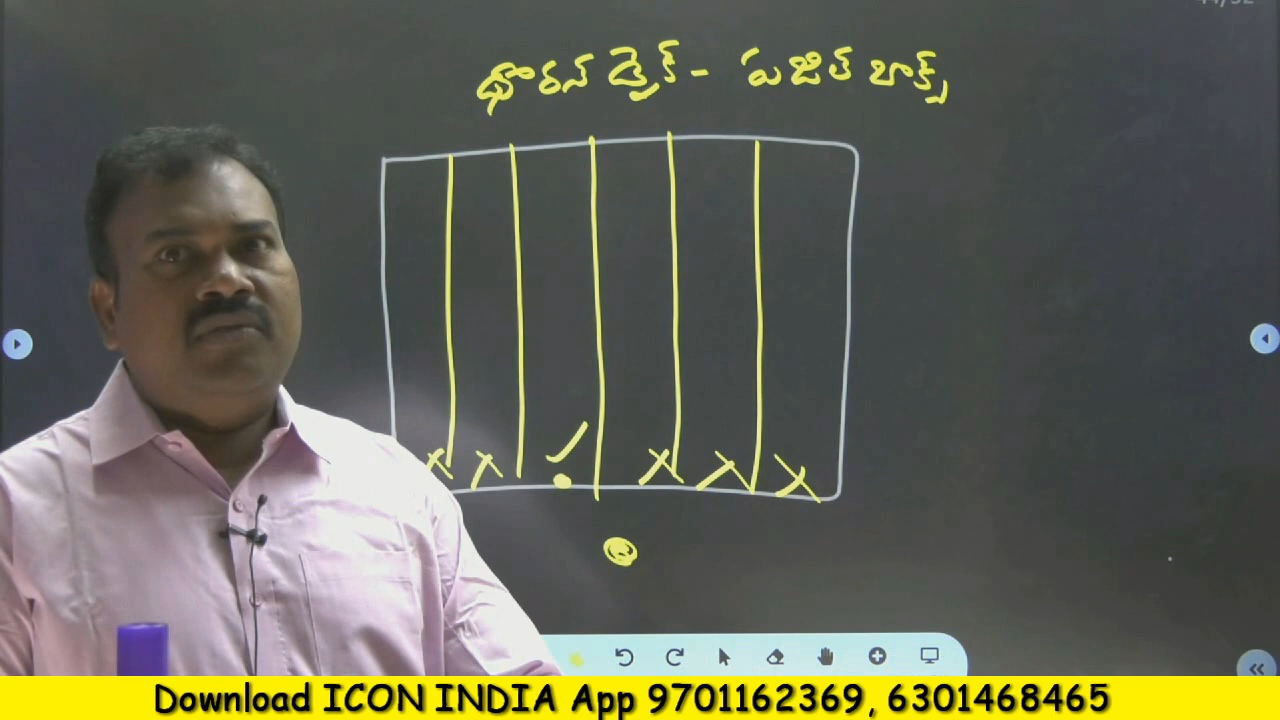 థారన్ డైక్ - పజిల్ బాక్స్
Download ICON INDIA App 9701162369, 6301468465